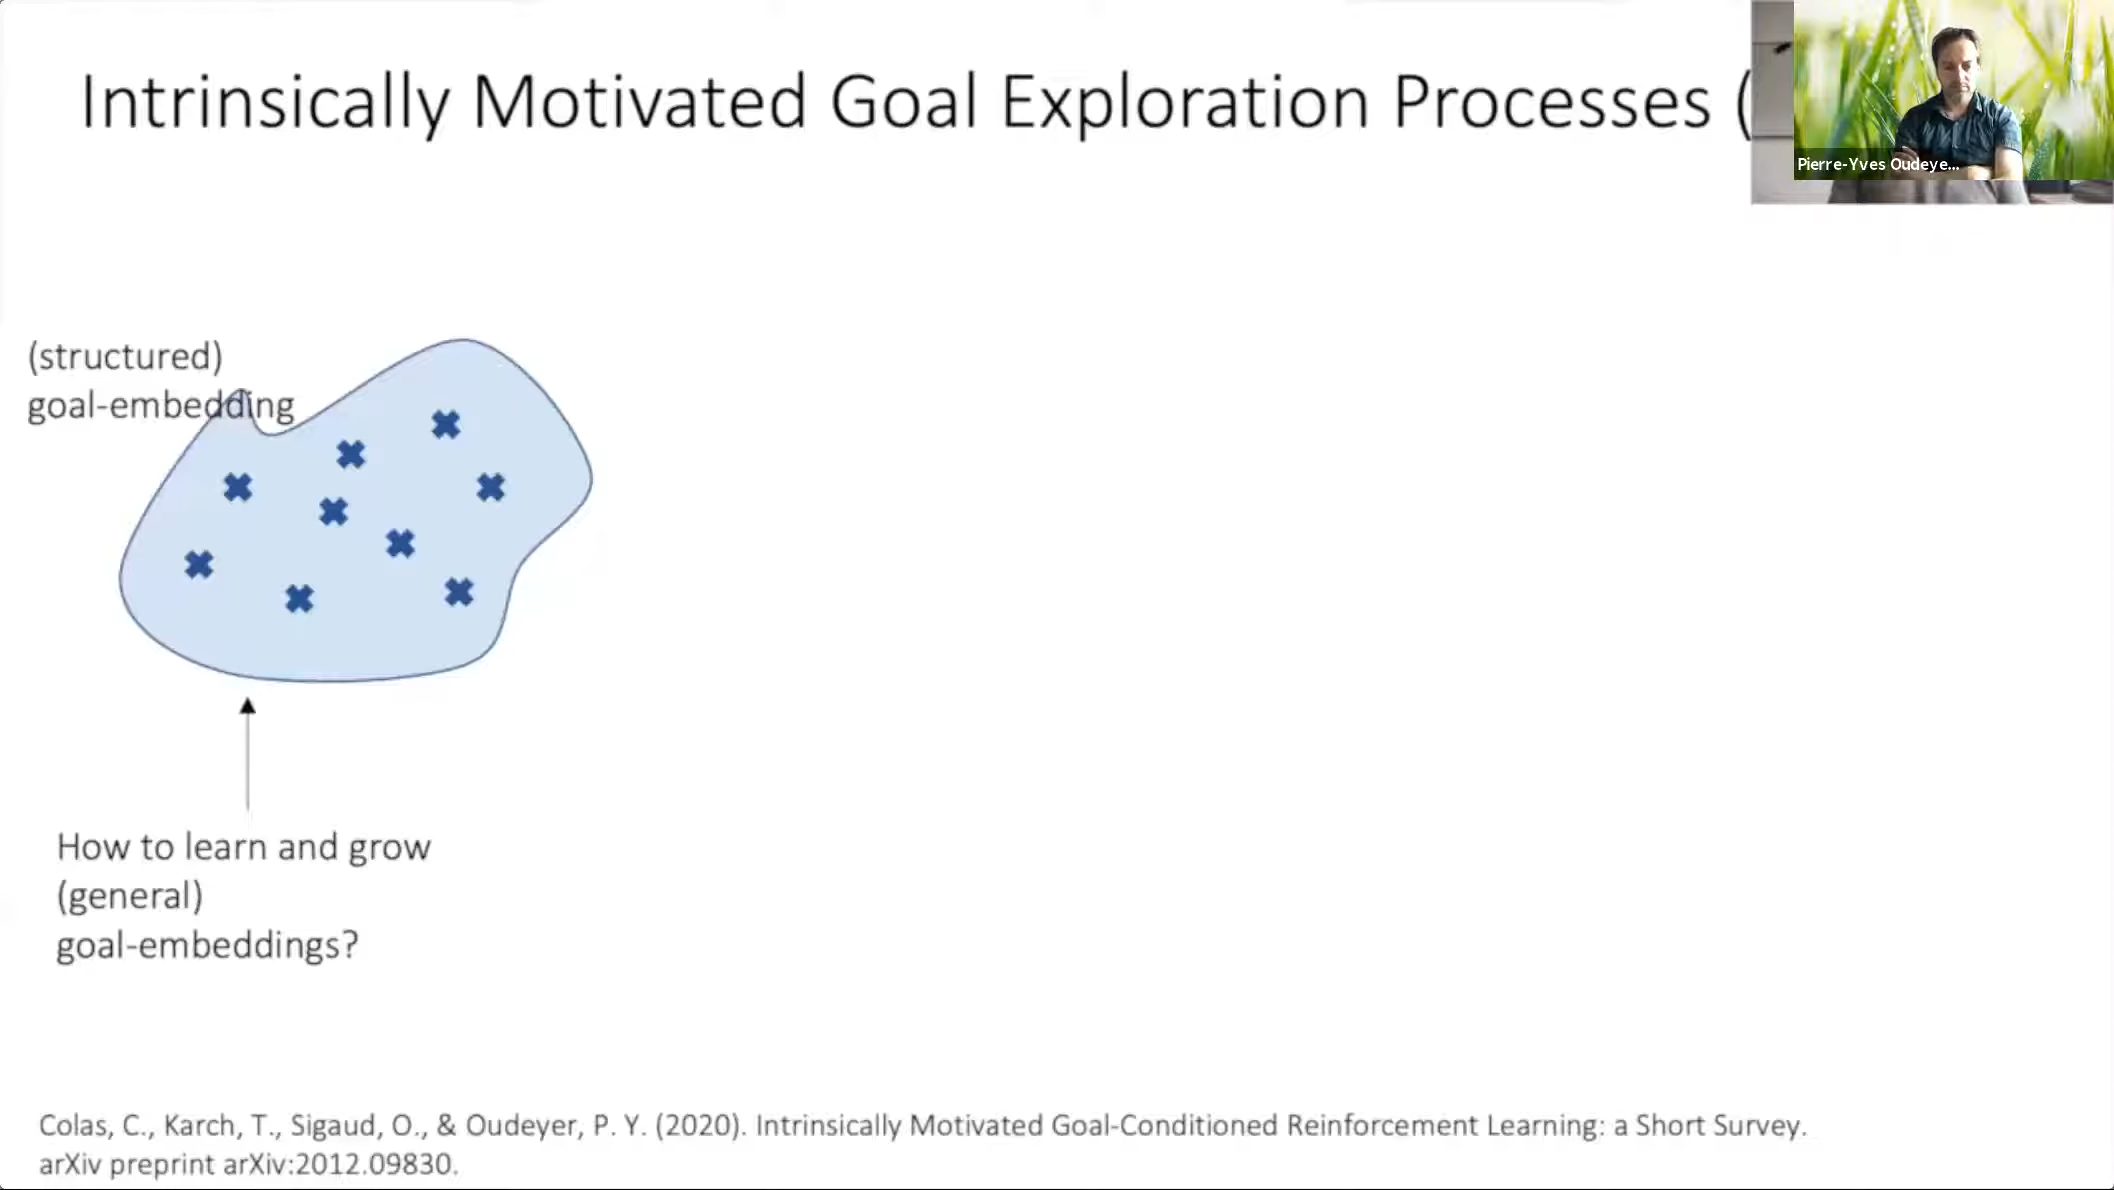 Intrinsically Motivated Goal Exploration Processes (
Pierre-Yves Oudeye...
(structured)
goal-embedding
How to learn and grow
(general)
goal-embeddings?
Colas, C., Karch, T., Sigaud, O., & Oudeyer, P. Y. (2020). Intrinsically Motivated Goal-Conditioned Reinforcement Learning: a Short Survey.
arXiv preprint arXiv:2012.09830.